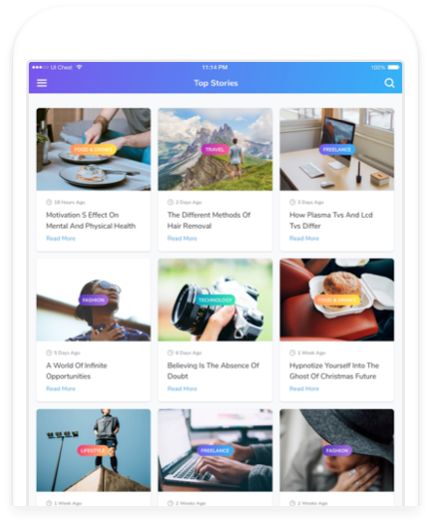 UI Chest 11:14 PM 100%
Top Stories
FOOD & DRINKS
TRAVEL
FREELANCE
18 Hours Ago
2 Days Ago
3 Days Ago
Motivation S Effect On
Mental And Physical Health
Read More
The Different Methods Of
Hair Removal
Read More
How Plasma Tvs And Lcd
Tvs Differ
Read More
FASHION
TECHNOLOGY
FOOD & DRINKS
5 Days Ago
6 Days Ago
1 Week Ago
A World Of Infinite
Opportunities
Read More
Believing Is The Absence Of
Doubt
Read More
Hypnotize Yourself Into The
Ghost Of Christmas Future
Read More
LIFESTYLE
FREELANCE
FASHION
1 Week Ago
2 Weeks Ago
2 Weeks Ago